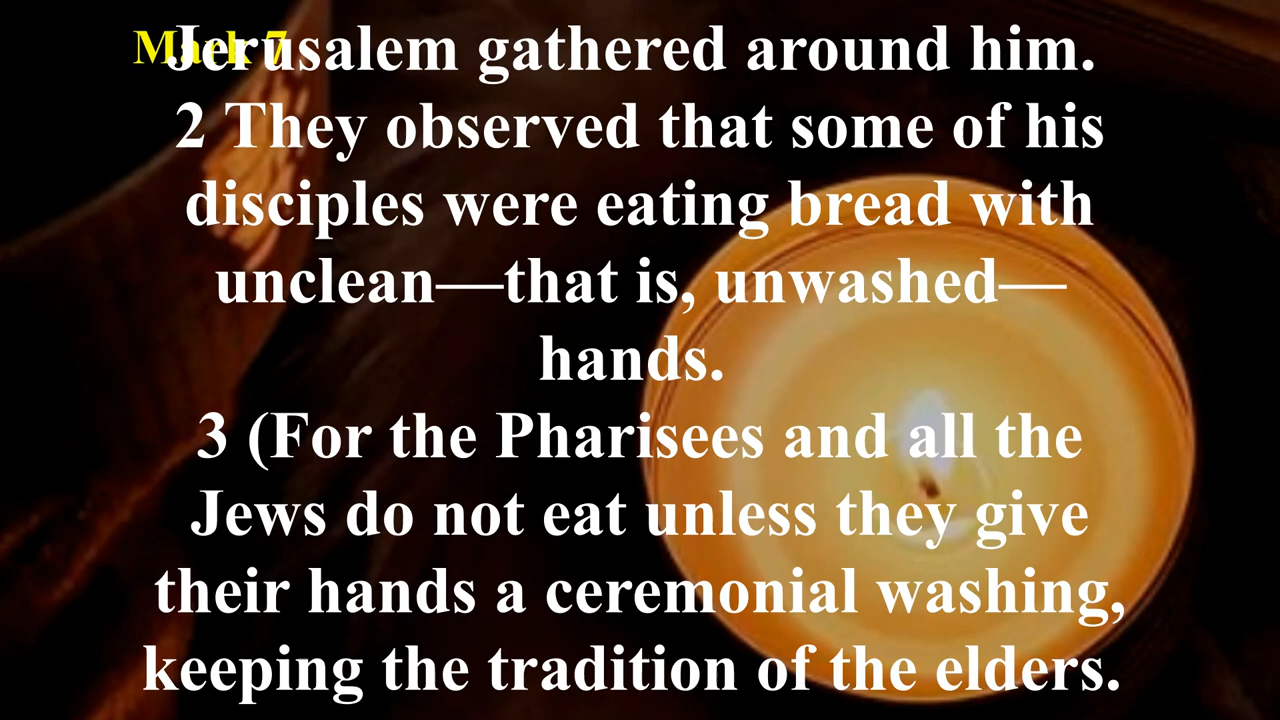 Mark 7
Jerusalem gathered around him.
2 They observed that some of his
disciples were eating bread with
unclean—that is, unwashed—
hands.
3 (For the Pharisees and all the
Jews do not eat unless they give
their hands a ceremonial washing,
keeping the tradition of the elders.